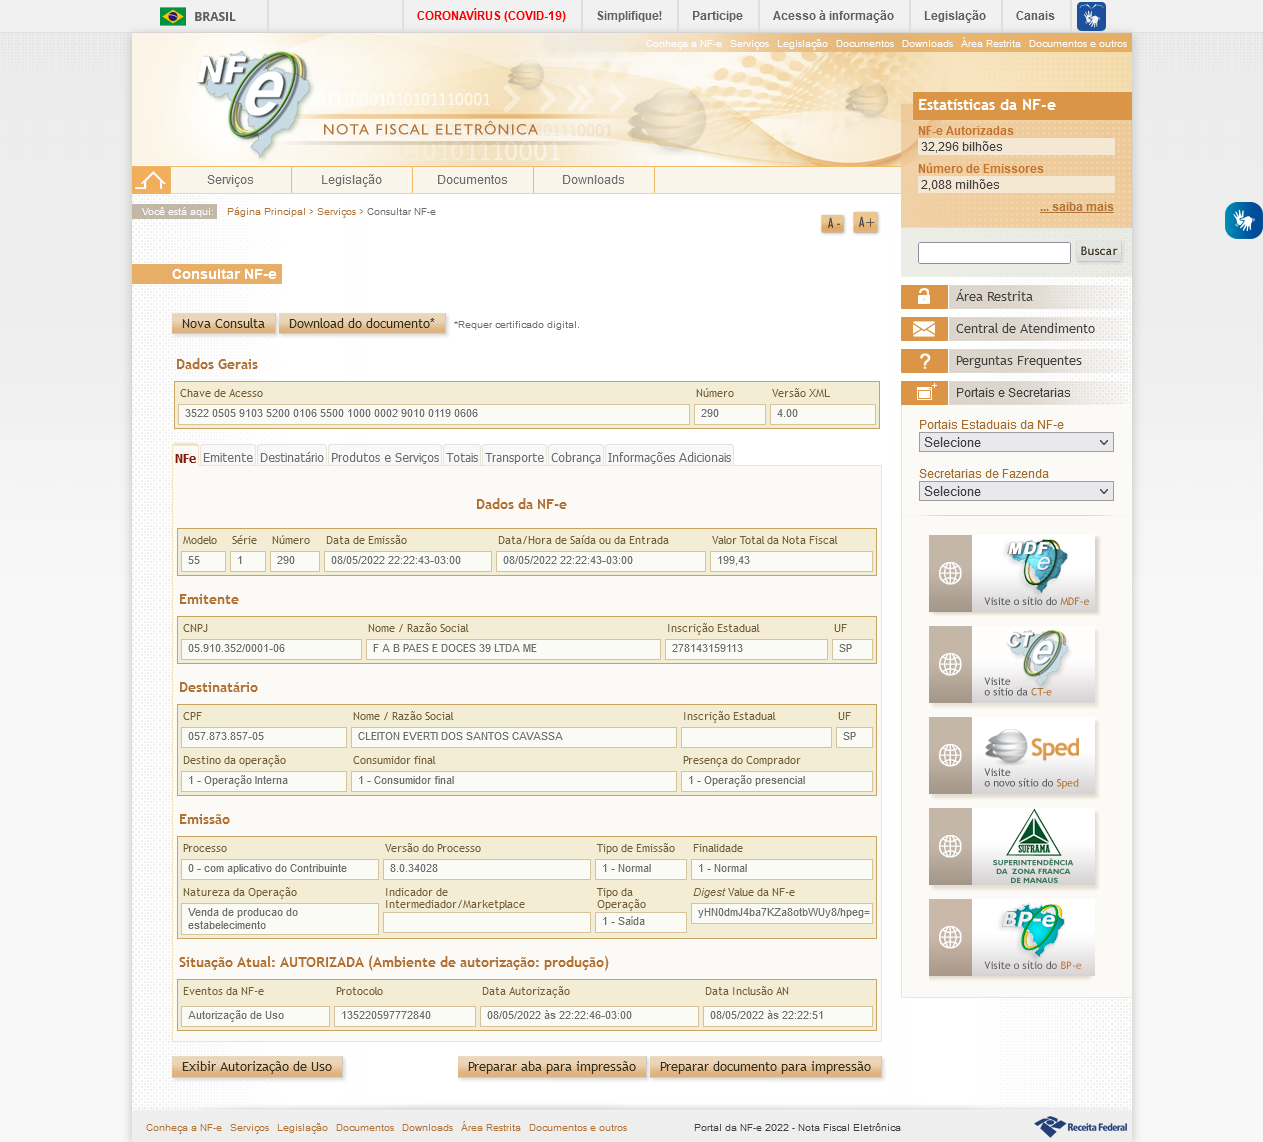 BRASIL
CORONAVÍRUS (COVID-19)
Simplifique!
Participe
Acesso à informação
Legislação
Canais
Conheça a NF-e Serviços Legislação Documentos Downloads Área Restrita Documentos e outros
NFe
NOTA FISCAL ELETRÔNICA
Estatísticas da NF-e
NF-e Autorizadas
32,296 bilhões
Número de Emissores
2,088 milhões
... saiba mais
Serviços Legislação Documentos Downloads
Você está aqui: Página Principal > Serviços > Consultar NF-e
A - A+
Buscar
Consultar NF-e
Área Restrita
Central de Atendimento
Perguntas Frequentes
Portais e Secretarias
Portais Estaduais da NF-e
Selecione
Secretarias de Fazenda
Selecione
Nova Consulta Download do documento* *Requer certificado digital.
Dados Gerais
Chave de Acesso Número Versão XML
3522 0505 9103 5200 0106 5500 1000 0002 9010 0119 0606 290 4.00
NFe Emitente Destinatário Produtos e Serviços Totais Transporte Cobrança Informações Adicionais
Dados da NF-e
Modelo Série Número Data de Emissão Data/Hora de Saída ou da Entrada Valor Total da Nota Fiscal
55 1 290 08/05/2022 22:22:43-03:00 08/05/2022 22:22:43-03:00 199,43
Emitente
CNPJ Nome / Razão Social Inscrição Estadual UF
05.910.352/0001-06 F A B PAES E DOCES 39 LTDA ME 278143159113 SP
Destinatário
CPF Nome / Razão Social Inscrição Estadual UF
057.873.857-05 CLEITON EVERTI DOS SANTOS CAVASSA SP
Destino da operação Consumidor final Presença do Comprador
1 - Operação Interna 1 - Consumidor final 1 - Operação presencial
Emissão
Processo Versão do Processo Tipo de Emissão Finalidade
0 - com aplicativo do Contribuinte 8.0.34028 1 - Normal 1 - Normal
Natureza da Operação Indicador de Intermediador/Marketplace Tipo da Operação Digest Value da NF-e
Venda de producao do estabelecimento 1 - Saída yHN0dmJ4ba7KZa8otbWUy8/hpeg=
Situação Atual: AUTORIZADA (Ambiente de autorização: produção)
Eventos da NF-e Protocolo Data Autorização Data Inclusão AN
Autorização de Uso 135220597772840 08/05/2022 às 22:22:46-03:00 08/05/2022 às 22:22:51
Exibir Autorização de Uso Preparar aba para impressão Preparar documento para impressão
MDFe
Visite o sítio do MDF-e
CTe
Visite
o sítio da CT-e
Sped
Visite
o novo sítio do Sped
SUFRAMA
SUPERINTENDÊNCIA
DA ZONA FRANCA
DE MANAUS
BP-e
Visite o sítio do BP-e
Conheça a NF-e Serviços Legislação Documentos Downloads Área Restrita Documentos e outros
Portal da NF-e 2022 - Nota Fiscal Eletrônica
Receita Federal